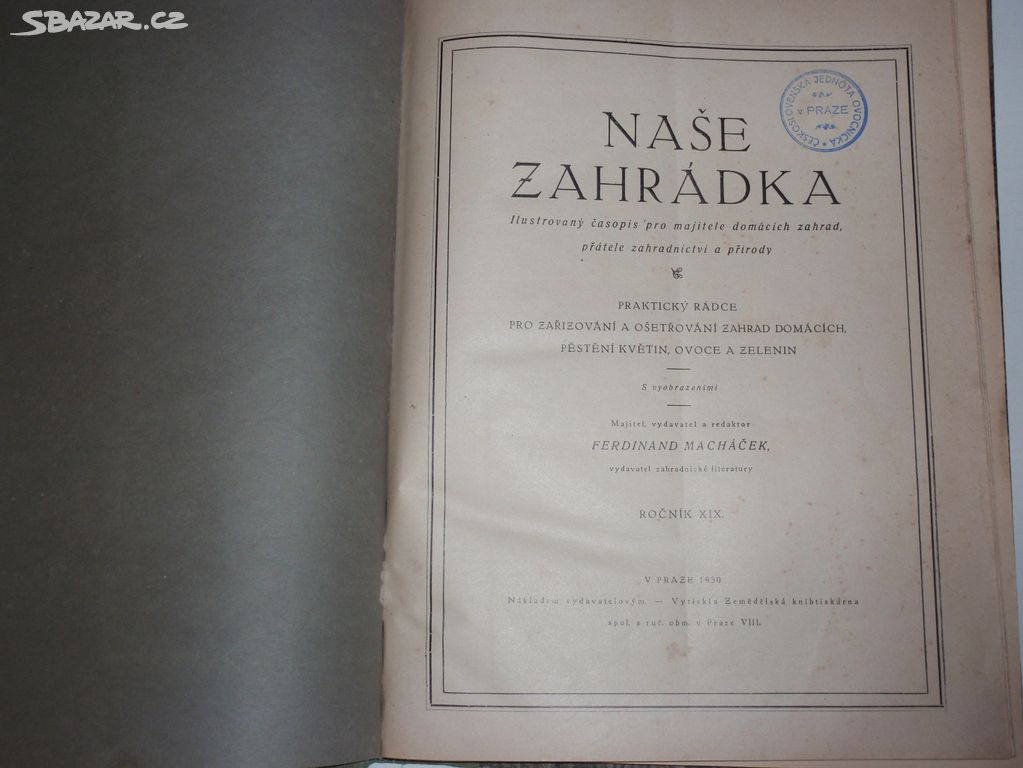 SBAZAR.CZ
NAŠE
ZAHRÁDKA
Ilustrovaný časopis pro majitele domácích zahrad,
přátele zahradnictví a přírody
PRAKTICKÝ RÁDCE
PRO ZAŘIZOVÁNÍ A OŠETŘOVÁNÍ ZAHRAD DOMÁCÍCH,
PĚSTĚNÍ KVĚTIN, OVOCE A ZELENIN
S vyobrazeními
Majitel, vydavatel a redaktor
FERDINAND MACHÁČEK,
vydavatel zahradnické literatury
ROČNÍK XIX.
V PRAZE 1930
Nákladem vydavatelovým. — Vytiskla Zemědělská knihtiskárna
spol. s ruč. obm. v Praze VIII.
ČESKOSLOVENSKÁ JEDNOTA OVOCNICKÁ
v PRAZE